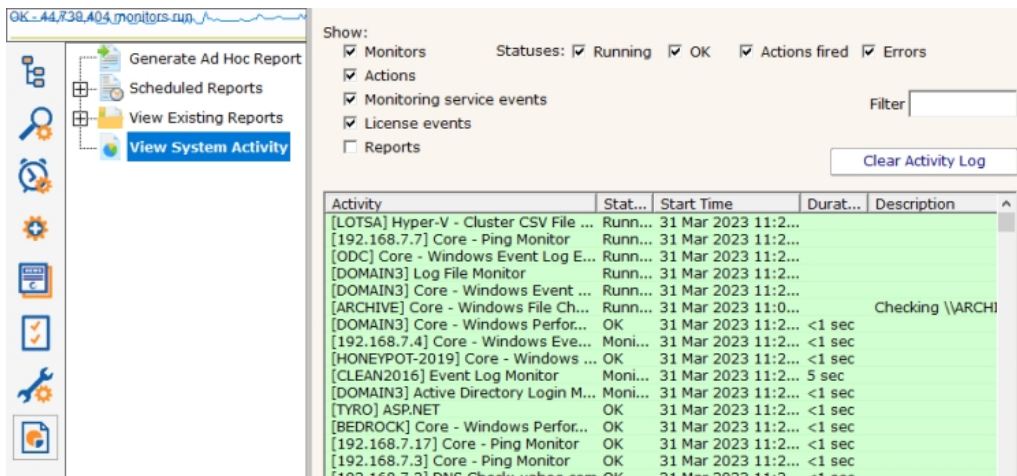 OK - 44,739,404 monitors run
Generate Ad Hoc Report
Scheduled Reports
View Existing Reports
View System Activity
Show:
Monitors Statuses: Running OK Actions fired Errors
Actions
Monitoring service events
License events
Reports
Filter
Clear Activity Log
Activity Stat... Start Time Durat... Description
[LOTSA] Hyper-V - Cluster CSV File ... Runn... 31 Mar 2023 11:2...
[192.168.7.7] Core - Ping Monitor Runn... 31 Mar 2023 11:2...
[ODC] Core - Windows Event Log E... Runn... 31 Mar 2023 11:2...
[DOMAIN3] Log File Monitor Runn... 31 Mar 2023 11:2...
[DOMAIN3] Core - Windows Event ... Runn... 31 Mar 2023 11:2...
[ARCHIVE] Core - Windows File Ch... Runn... 31 Mar 2023 11:0... Checking \\ARCHI
[DOMAIN3] Core - Windows Perfor... OK 31 Mar 2023 11:2... <1 sec
[192.168.7.4] Core - Windows Eve... Moni... 31 Mar 2023 11:2... <1 sec
[HONEYPOT-2019] Core - Windows ... OK 31 Mar 2023 11:2... <1 sec
[CLEAN2016] Event Log Monitor Moni... 31 Mar 2023 11:2... 5 sec
[DOMAIN3] Active Directory Login M... Moni... 31 Mar 2023 11:2... <1 sec
[TYRO] ASP.NET OK 31 Mar 2023 11:2... <1 sec
[BEDROCK] Core - Windows Perfor... OK 31 Mar 2023 11:2... <1 sec
[192.168.7.17] Core - Ping Monitor OK 31 Mar 2023 11:2... <1 sec
[192.168.7.3] Core - Ping Monitor OK 31 Mar 2023 11:2... <1 sec